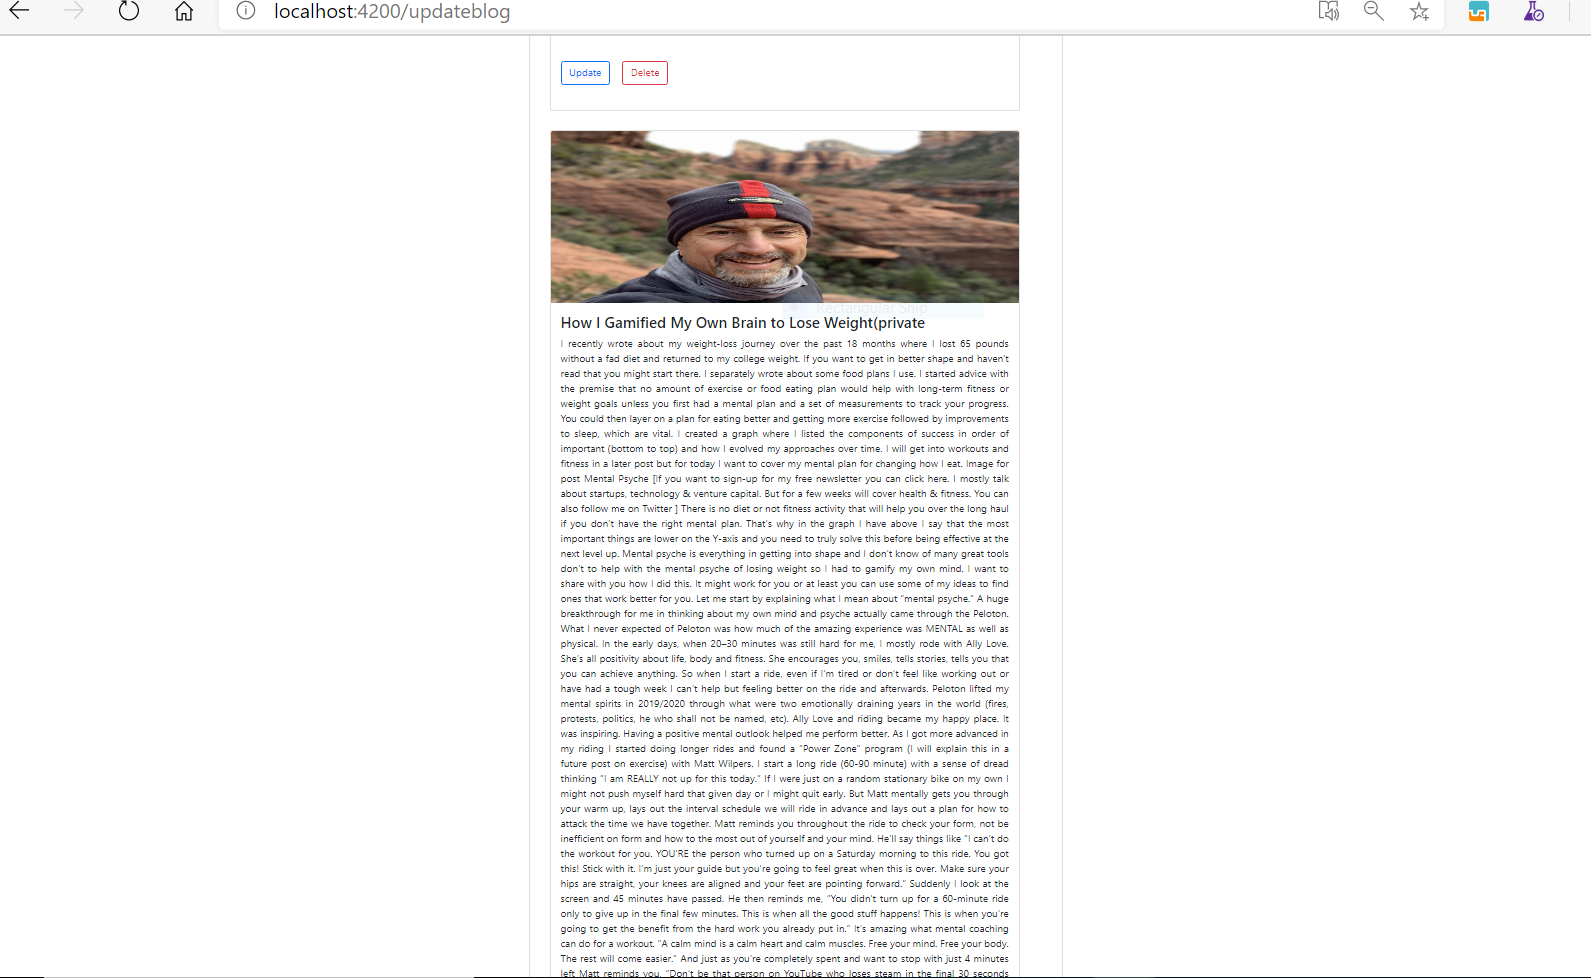 localhost:4200/updateblog
Update Delete
Rectangular Snip
How I Gamified My Own Brain to Lose Weight(private
I recently wrote about my weight-loss journey over the past 18 months where I lost 65 pounds
without a fad diet and returned to my college weight. If you want to get in better shape and haven't
read that you might start there. I separately wrote about some food plans I use. I started advice with
the premise that no amount of exercise or food eating plan would help with long-term fitness or
weight goals unless you first had a mental plan and a set of measurements to track your progress.
You could then layer on a plan for eating better and getting more exercise followed by improvements
to sleep, which are vital. I created a graph where I listed the components of success in order of
important (bottom to top) and how I evolved my approaches over time. I will get into workouts and
fitness in a later post but for today I want to cover my mental plan for changing how I eat. Image for
post Mental Psyche [If you want to sign-up for my free newsletter you can click here. I mostly talk
about startups, technology & venture capital. But for a few weeks will cover health & fitness. You can
also follow me on Twitter ] There is no diet or not fitness activity that will help you over the long haul
if you don't have the right mental plan. That's why in the graph I have above I say that the most
important things are lower on the Y-axis and you need to truly solve this before being effective at the
next level up. Mental psyche is everything in getting into shape and I don't know of many great tools
don't to help with the mental psyche of losing weight so I had to gamify my own mind. I want to
share with you how I did this. It might work for you or at least you can use some of my ideas to find
ones that work better for you. Let me start by explaining what I mean about “mental psyche.” A huge
breakthrough for me in thinking about my own mind and psyche actually came through the Peloton.
What I never expected of Peloton was how much of the amazing experience was MENTAL as well as
physical. In the early days, when 20–30 minutes was still hard for me, I mostly rode with Ally Love.
She's all positivity about life, body and fitness. She encourages you, smiles, tells stories, tells you that
you can achieve anything. So when I start a ride, even if I'm tired or don't feel like working out or
have had a tough week I can't help but feeling better on the ride and afterwards. Peloton lifted my
mental spirits in 2019/2020 through what were two emotionally draining years in the world (fires,
protests, politics, he who shall not be named, etc). Ally Love and riding became my happy place. It
was inspiring. Having a positive mental outlook helped me perform better. As I got more advanced in
my riding I started doing longer rides and found a “Power Zone” program (I will explain this in a
future post on exercise) with Matt Wilpers. I start a long ride (60-90 minute) with a sense of dread
thinking “I am REALLY not up for this today.” If I were just on a random stationary bike on my own I
might not push myself hard that given day or I might quit early. But Matt mentally gets you through
your warm up, lays out the interval schedule we will ride in advance and lays out a plan for how to
attack the time we have together. Matt reminds you throughout the ride to check your form, not be
inefficient on form and how to the most out of yourself and your mind. He'll say things like “I can't do
the workout for you. YOU'RE the person who turned up on a Saturday morning to this ride. You got
this! Stick with it. I'm just your guide but you're going to feel great when this is over. Make sure your
hips are straight, your knees are aligned and your feet are pointing forward.” Suddenly I look at the
screen and 45 minutes have passed. He then reminds me, “You didn't turn up for a 60-minute ride
only to give up in the final few minutes. This is when all the good stuff happens! This is when you're
going to get the benefit from the hard work you already put in.” It's amazing what mental coaching
can do for a workout. “A calm mind is a calm heart and calm muscles. Free your mind. Free your body.
The rest will come easier.” And just as you're completely spent and want to stop with just 4 minutes
left Matt reminds you, “Don't be that person on YouTube who loses steam in the final 30 seconds